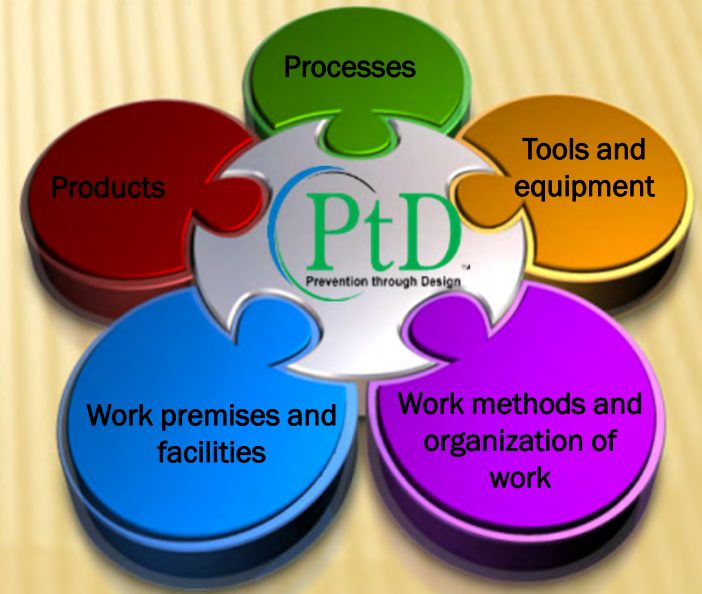 Processes
Products
Tools and
equipment
PtD
Prevention through Design
Work premises and
facilities
Work methods and
organization of
work